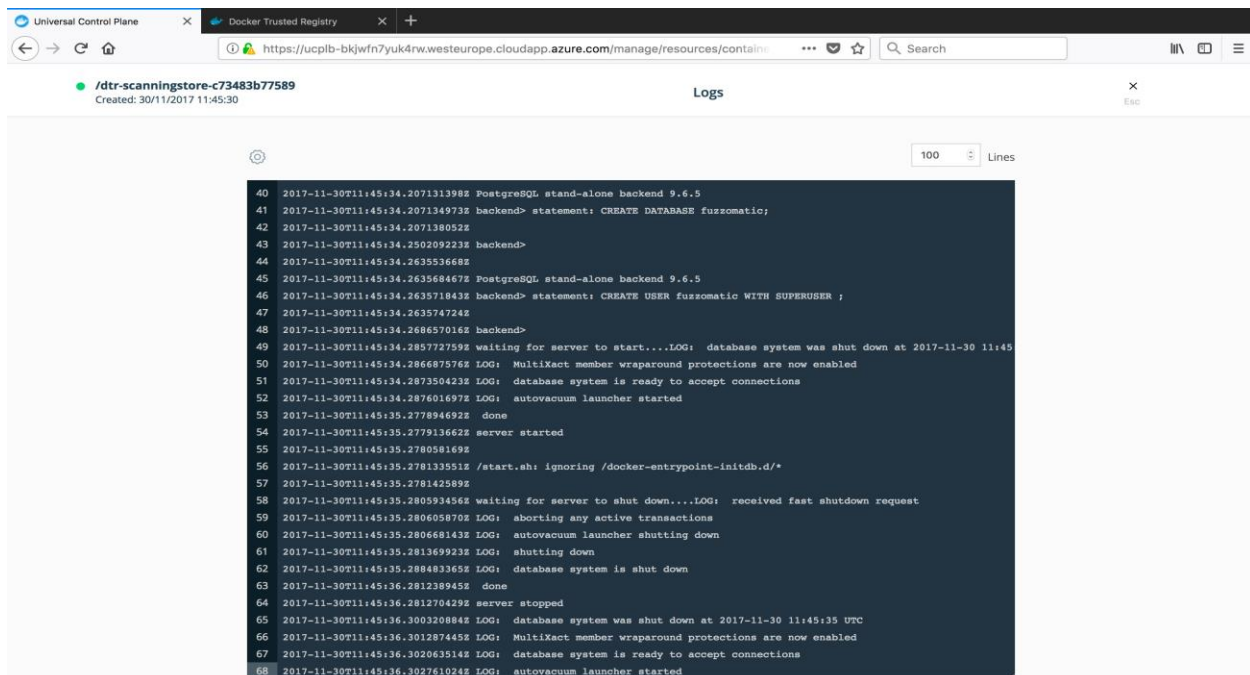 Universal Control Plane
Docker Trusted Registry
https://ucplb-bkjwfn7yuk4rw.westeurope.cloudapp.azure.com/manage/resources/containe
Search
/dtr-scanningstore-c73483b77589
Created: 30/11/2017 11:45:30
Logs
Esc
100 Lines
40 2017-11-30T11:45:34.207131398Z PostgreSQL stand-alone backend 9.6.5
41 2017-11-30T11:45:34.207134973Z backend> statement: CREATE DATABASE fuzzomatic;
42 2017-11-30T11:45:34.207138052Z
43 2017-11-30T11:45:34.250209223Z backend>
44 2017-11-30T11:45:34.263553668Z
45 2017-11-30T11:45:34.263568467Z PostgreSQL stand-alone backend 9.6.5
46 2017-11-30T11:45:34.263571843Z backend> statement: CREATE USER fuzzomatic WITH SUPERUSER ;
47 2017-11-30T11:45:34.263574724Z
48 2017-11-30T11:45:34.268657016Z backend>
49 2017-11-30T11:45:34.285772759Z waiting for server to start....LOG:  database system was shut down at 2017-11-30 11:45
50 2017-11-30T11:45:34.286687576Z LOG:  MultiXact member wraparound protections are now enabled
51 2017-11-30T11:45:34.287350423Z LOG:  database system is ready to accept connections
52 2017-11-30T11:45:34.287601697Z LOG:  autovacuum launcher started
53 2017-11-30T11:45:35.277894692Z  done
54 2017-11-30T11:45:35.277913662Z server started
55 2017-11-30T11:45:35.278058169Z
56 2017-11-30T11:45:35.278133551Z /start.sh: ignoring /docker-entrypoint-initdb.d/*
57 2017-11-30T11:45:35.278142589Z
58 2017-11-30T11:45:35.280593456Z waiting for server to shut down....LOG:  received fast shutdown request
59 2017-11-30T11:45:35.280605870Z LOG:  aborting any active transactions
60 2017-11-30T11:45:35.280668143Z LOG:  autovacuum launcher shutting down
61 2017-11-30T11:45:35.281369923Z LOG:  shutting down
62 2017-11-30T11:45:35.288483365Z LOG:  database system is shut down
63 2017-11-30T11:45:36.281238945Z  done
64 2017-11-30T11:45:36.281270429Z server stopped
65 2017-11-30T11:45:36.300320884Z LOG:  database system was shut down at 2017-11-30 11:45:35 UTC
66 2017-11-30T11:45:36.301287445Z LOG:  MultiXact member wraparound protections are now enabled
67 2017-11-30T11:45:36.302063514Z LOG:  database system is ready to accept connections
68 2017-11-30T11:45:36.302761024Z LOG:  autovacuum launcher started